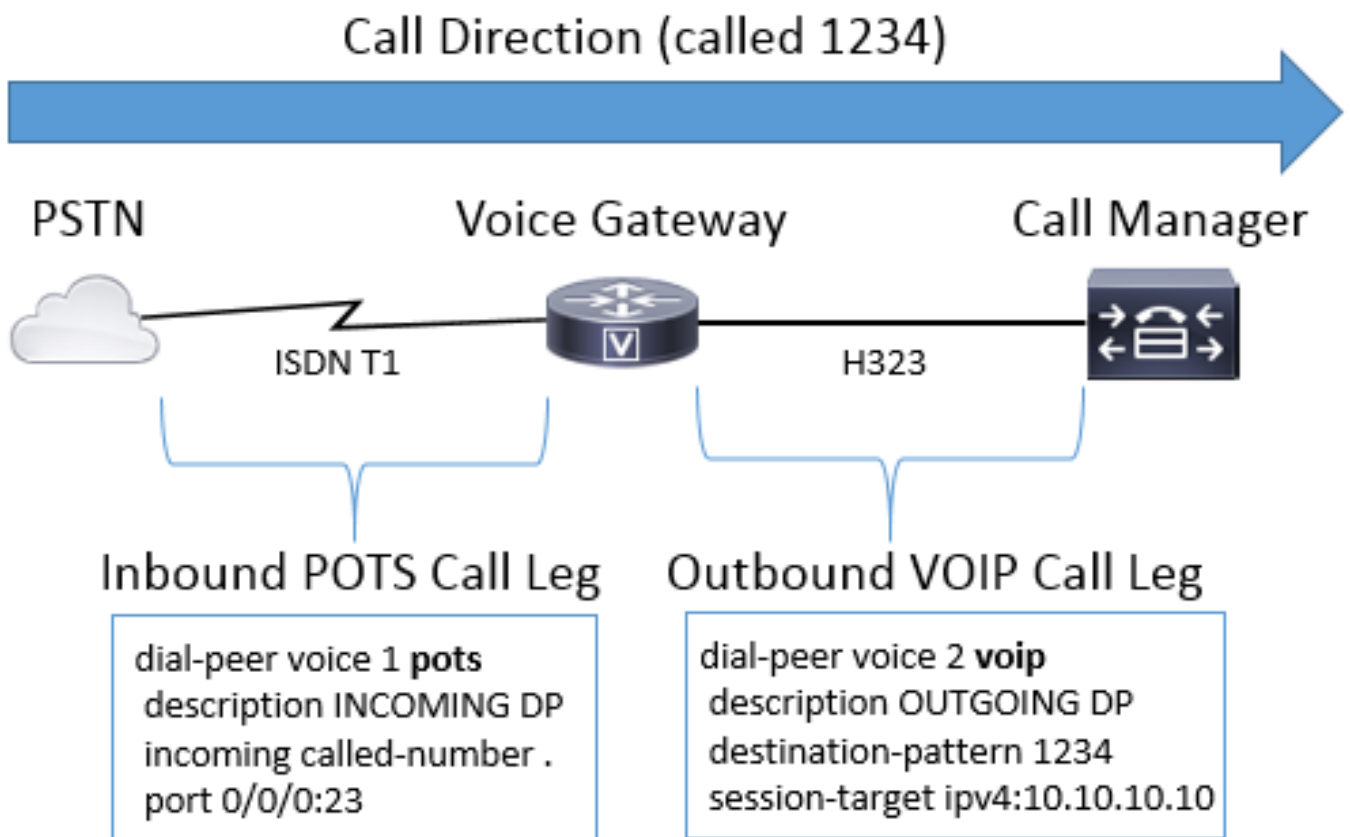 Call Direction (called 1234)
PSTN
Voice Gateway
Call Manager
ISDN T1
V
H323
Inbound POTS Call Leg
dial-peer voice 1 pots
description INCOMING DP
incoming called-number .
port 0/0/0:23
Outbound VOIP Call Leg
dial-peer voice 2 voip
description OUTGOING DP
destination-pattern 1234
session-target ipv4:10.10.10.10